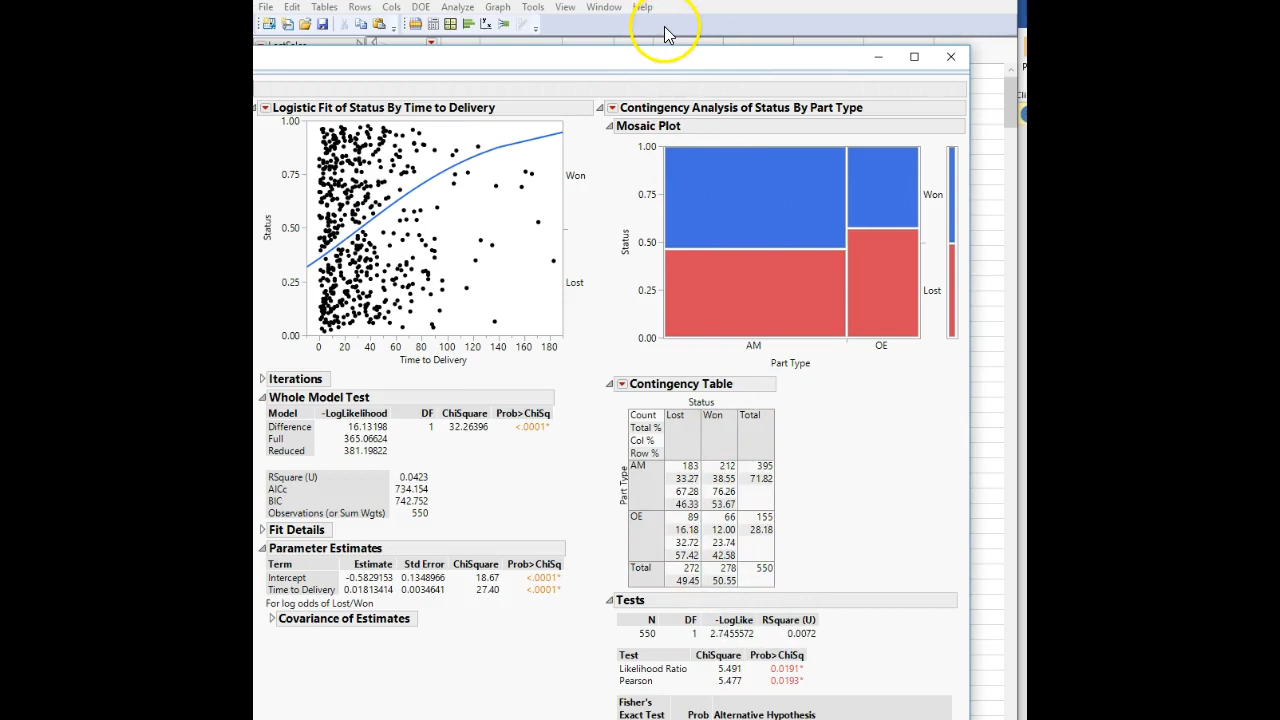 File Edit Tables Rows Cols DOE Analyze Graph Tools View Window Help
Logistic Fit of Status By Time to Delivery
1.00
0.75
0.50
0.25
0.00
Status
Won
Lost
0 20 40 60 80 100 120 140 160 180
Time to Delivery
Iterations
Whole Model Test
Model -LogLikelihood DF ChiSquare Prob>ChiSq
Difference 16.13198 1 32.26396 <.0001*
Full 365.06624
Reduced 381.19822
RSquare (U) 0.0423
AICc 734.154
BIC 742.752
Observations (or Sum Wgts) 550
Fit Details
Parameter Estimates
Term Estimate Std Error ChiSquare Prob>ChiSq
Intercept -0.5829153 0.1348966 18.67 <.0001*
Time to Delivery 0.01813414 0.0034641 27.40 <.0001*
For log odds of Lost/Won
Covariance of Estimates
Contingency Analysis of Status By Part Type
Mosaic Plot
1.00
0.75
0.50
0.25
0.00
Status
Won
Lost
AM OE
Part Type
Contingency Table
Status
Part Type
Count Lost Won Total
Total %
Col %
Row %
AM 183 212 395
33.27 38.55 71.82
67.28 76.26
46.33 53.67
OE 89 66 155
16.18 12.00 28.18
32.72 23.74
57.42 42.58
Total 272 278 550
49.45 50.55
Tests
N DF -LogLike RSquare (U)
550 1 2.7455572 0.0072
Test ChiSquare Prob>ChiSq
Likelihood Ratio 5.491 0.0191*
Pearson 5.477 0.0193*
Fisher's
Exact Test Prob Alternative Hypothesis